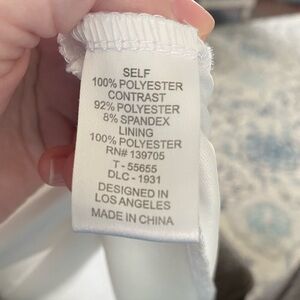 SELF
100% POLYESTER
CONTRAST
92% POLYESTER
8% SPANDEX
LINING
100% POLYESTER
RN# 139705
T - 55655
DLC - 1931
DESIGNED IN
LOS ANGELES
MADE IN CHINA